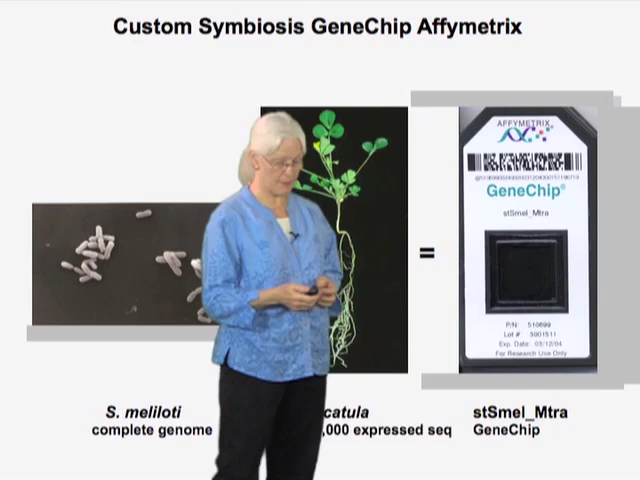 Custom Symbiosis GeneChip Affymetrix
AFFYMETRIX
GeneChip®
stSmel_Mtra
=
P/N: 510699
Lot #: 3001511
Exp. Date: 03/12/04
For Research Use Only
S. meliloti
complete genome
catula
,000 expressed seq
stSmel_Mtra
GeneChip